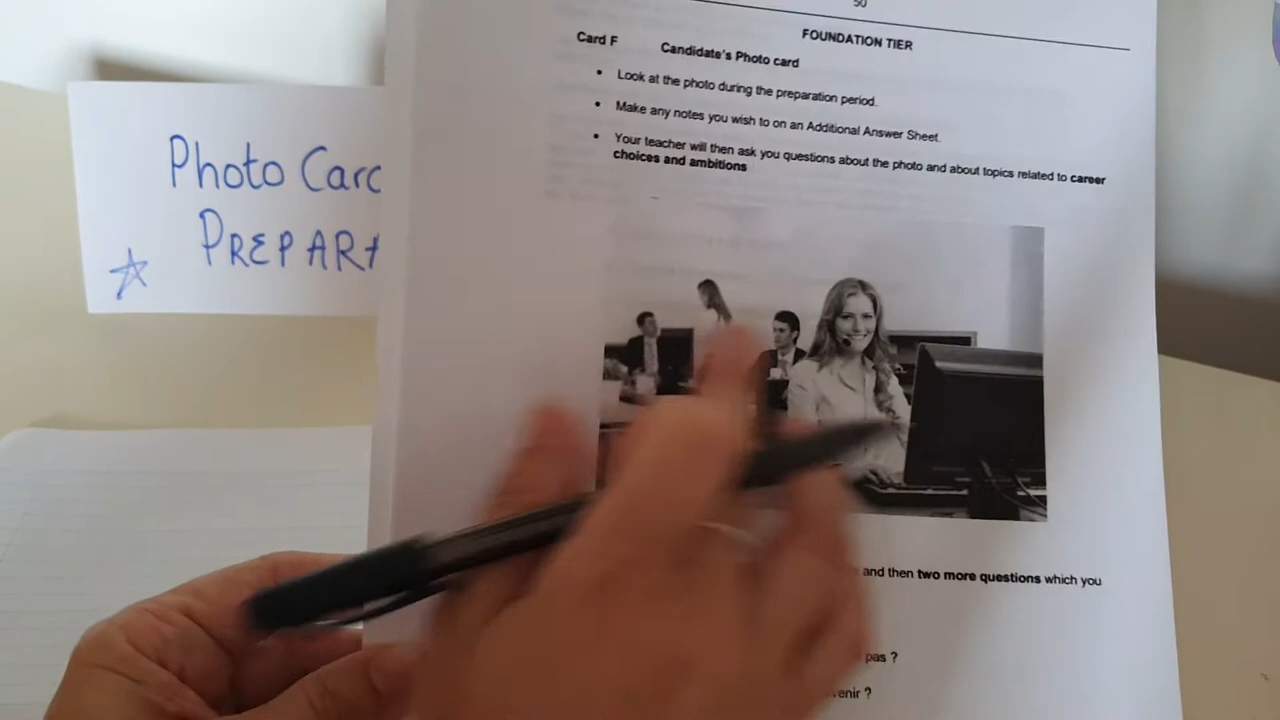 50
FOUNDATION TIER
Card F Candidate's Photo card
• Look at the photo during the preparation period.
• Make any notes you wish to on an Additional Answer Sheet.
• Your teacher will then ask you questions about the photo and about topics related to career
choices and ambitions
Photo Card
PREPARA
and then two more questions which you
pas ?
venir ?